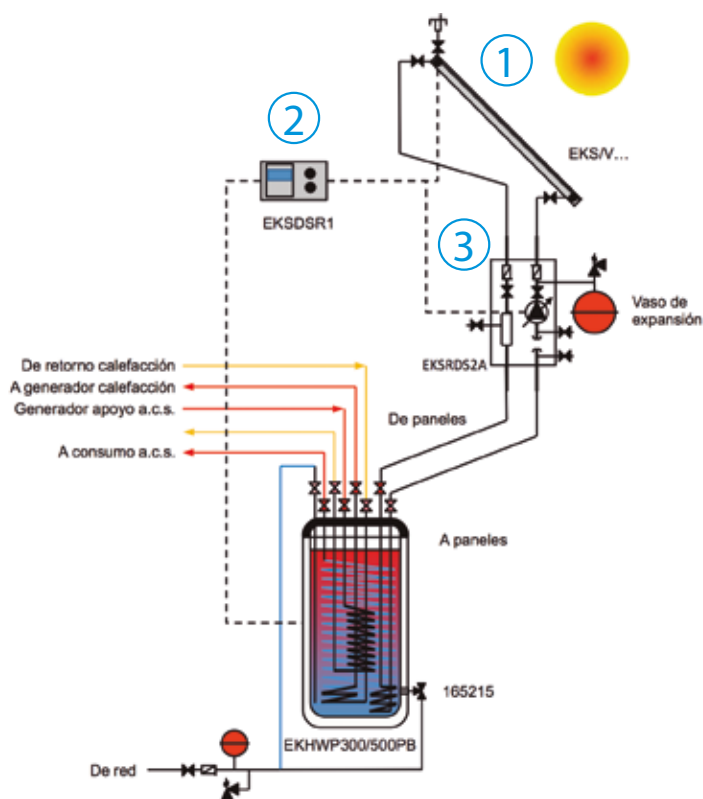 1
2
EKS/V...
EKSDSR1
3
Vaso de
expansión
EKSRDS2A
De retorno calefacción
A generador calefacción
Generador apoyo a.c.s.
De paneles
A consumo a.c.s.
A paneles
165215
EKHWP300/500PB
De red